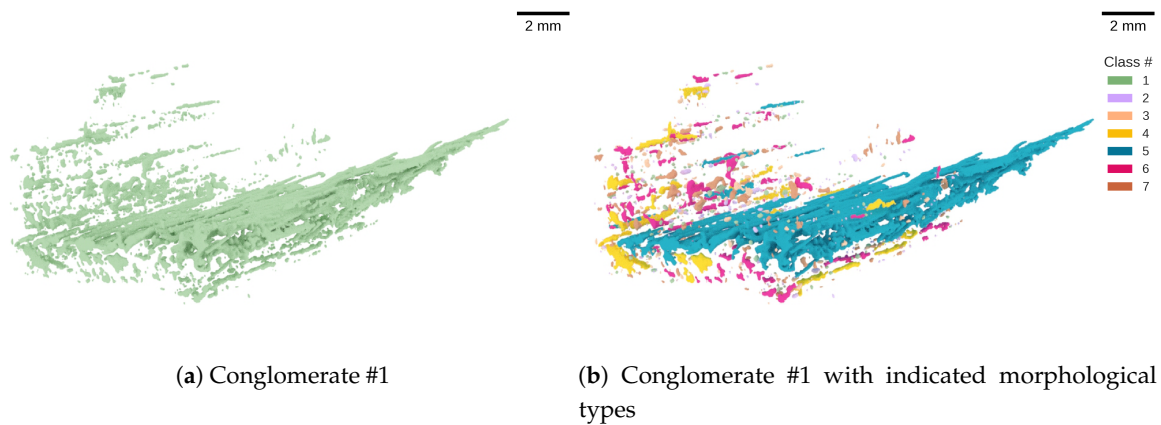 2 mm
2 mm
Class #
1
2
3
4
5
6
7
(a) Conglomerate #1
(b) Conglomerate #1 with indicated morphological
types